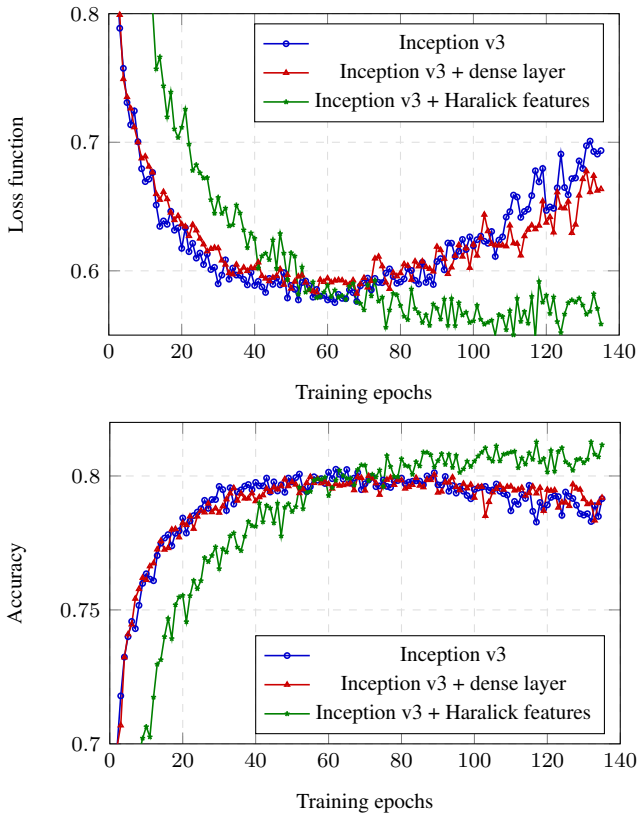 0.8
Inception v3
Inception v3 + dense layer
Inception v3 + Haralick features
0.7
Loss function
0.6
0 20 40 60 80 100 120 140
Training epochs
0.8
Accuracy
0.75
Inception v3
Inception v3 + dense layer
Inception v3 + Haralick features
0.7
0 20 40 60 80 100 120 140
Training epochs